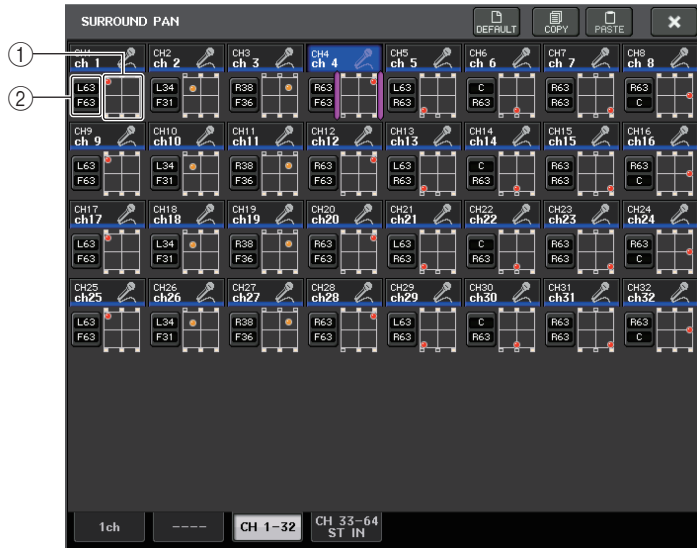 SURROUND PAN DEFAULT COPY PASTE
① ②
CH1 CH2 CH3 CH4 CH5 CH6 CH7 CH8
ch 1 ch 2 ch 3 ch 4 ch 5 ch 6 ch 7 ch 8
L63 L34 R38 R63 L63 C R63 R63
F63 F31 F36 F63 R63 R63 R63 C
CH9 CH10 CH11 CH12 CH13 CH14 CH15 CH16
ch 9 ch10 ch11 ch12 ch13 ch14 ch15 ch16
L63 L34 R38 R63 L63 C R63 R63
F63 F31 F36 F63 R63 R63 R63 C
CH17 CH18 CH19 CH20 CH21 CH22 CH23 CH24
ch17 ch18 ch19 ch20 ch21 ch22 ch23 ch24
L63 L34 R38 R63 L63 C R63 R63
F63 F31 F36 F63 R63 R63 R63 C
CH25 CH26 CH27 CH28 CH29 CH30 CH31 CH32
ch25 ch26 ch27 ch28 ch29 ch30 ch31 ch32
L63 L34 R38 R63 L63 C R63 R63
F63 F31 F36 F63 R63 R63 R63 C
1ch ---- CH 1-32 CH 33-64
ST IN